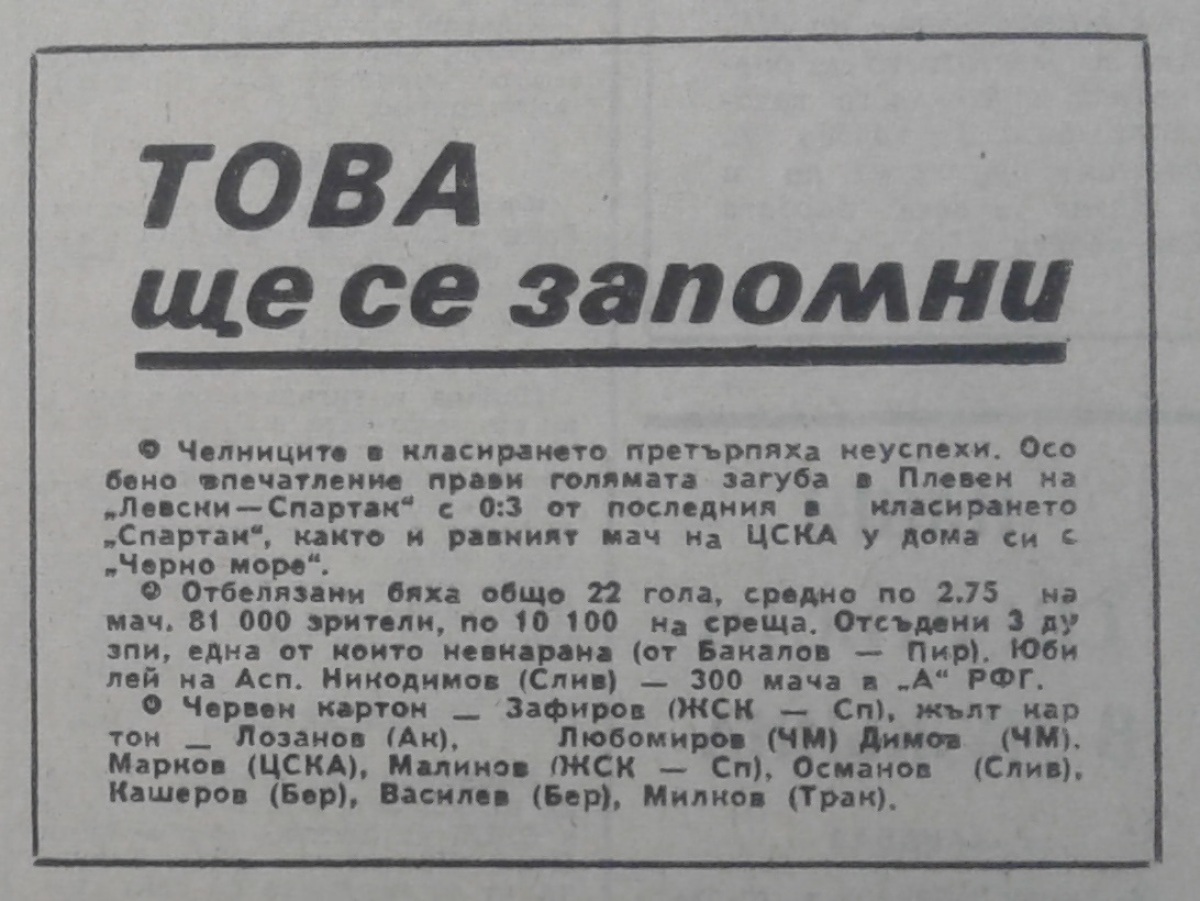 ТОВА
ще се запомни
Челниците в класирането претърпяха неуспехи. Осо
бено впечатление прави голямата загуба в Плевен на
„Левски—Спартак“ с 0:3 от последния в класирането
„Спартак“, както и равният мач на ЦСКА у дома си с
„Черно море“.
Отбелязани бяха общо 22 гола, средно по 2.75 на
мач. 81 000 зрители, по 10 100 на среща. Отсъдени 3 ду
зпи, една от които невкарана (от Бакалов — Пир). Юби
лей на Асп. Никодимов (Слив) — 300 мача в „А“ РФГ.
Червен картон — Зафиров (ЖСК — Сп), жълт кар
тон — Лозанов (Ак), Любомиров (ЧМ) Димов (ЧМ).
Марков (ЦСКА), Малинов (ЖСК — Сп), Османов (Слив),
Кашеров (Бер), Василев (Бер), Милков (Трак).